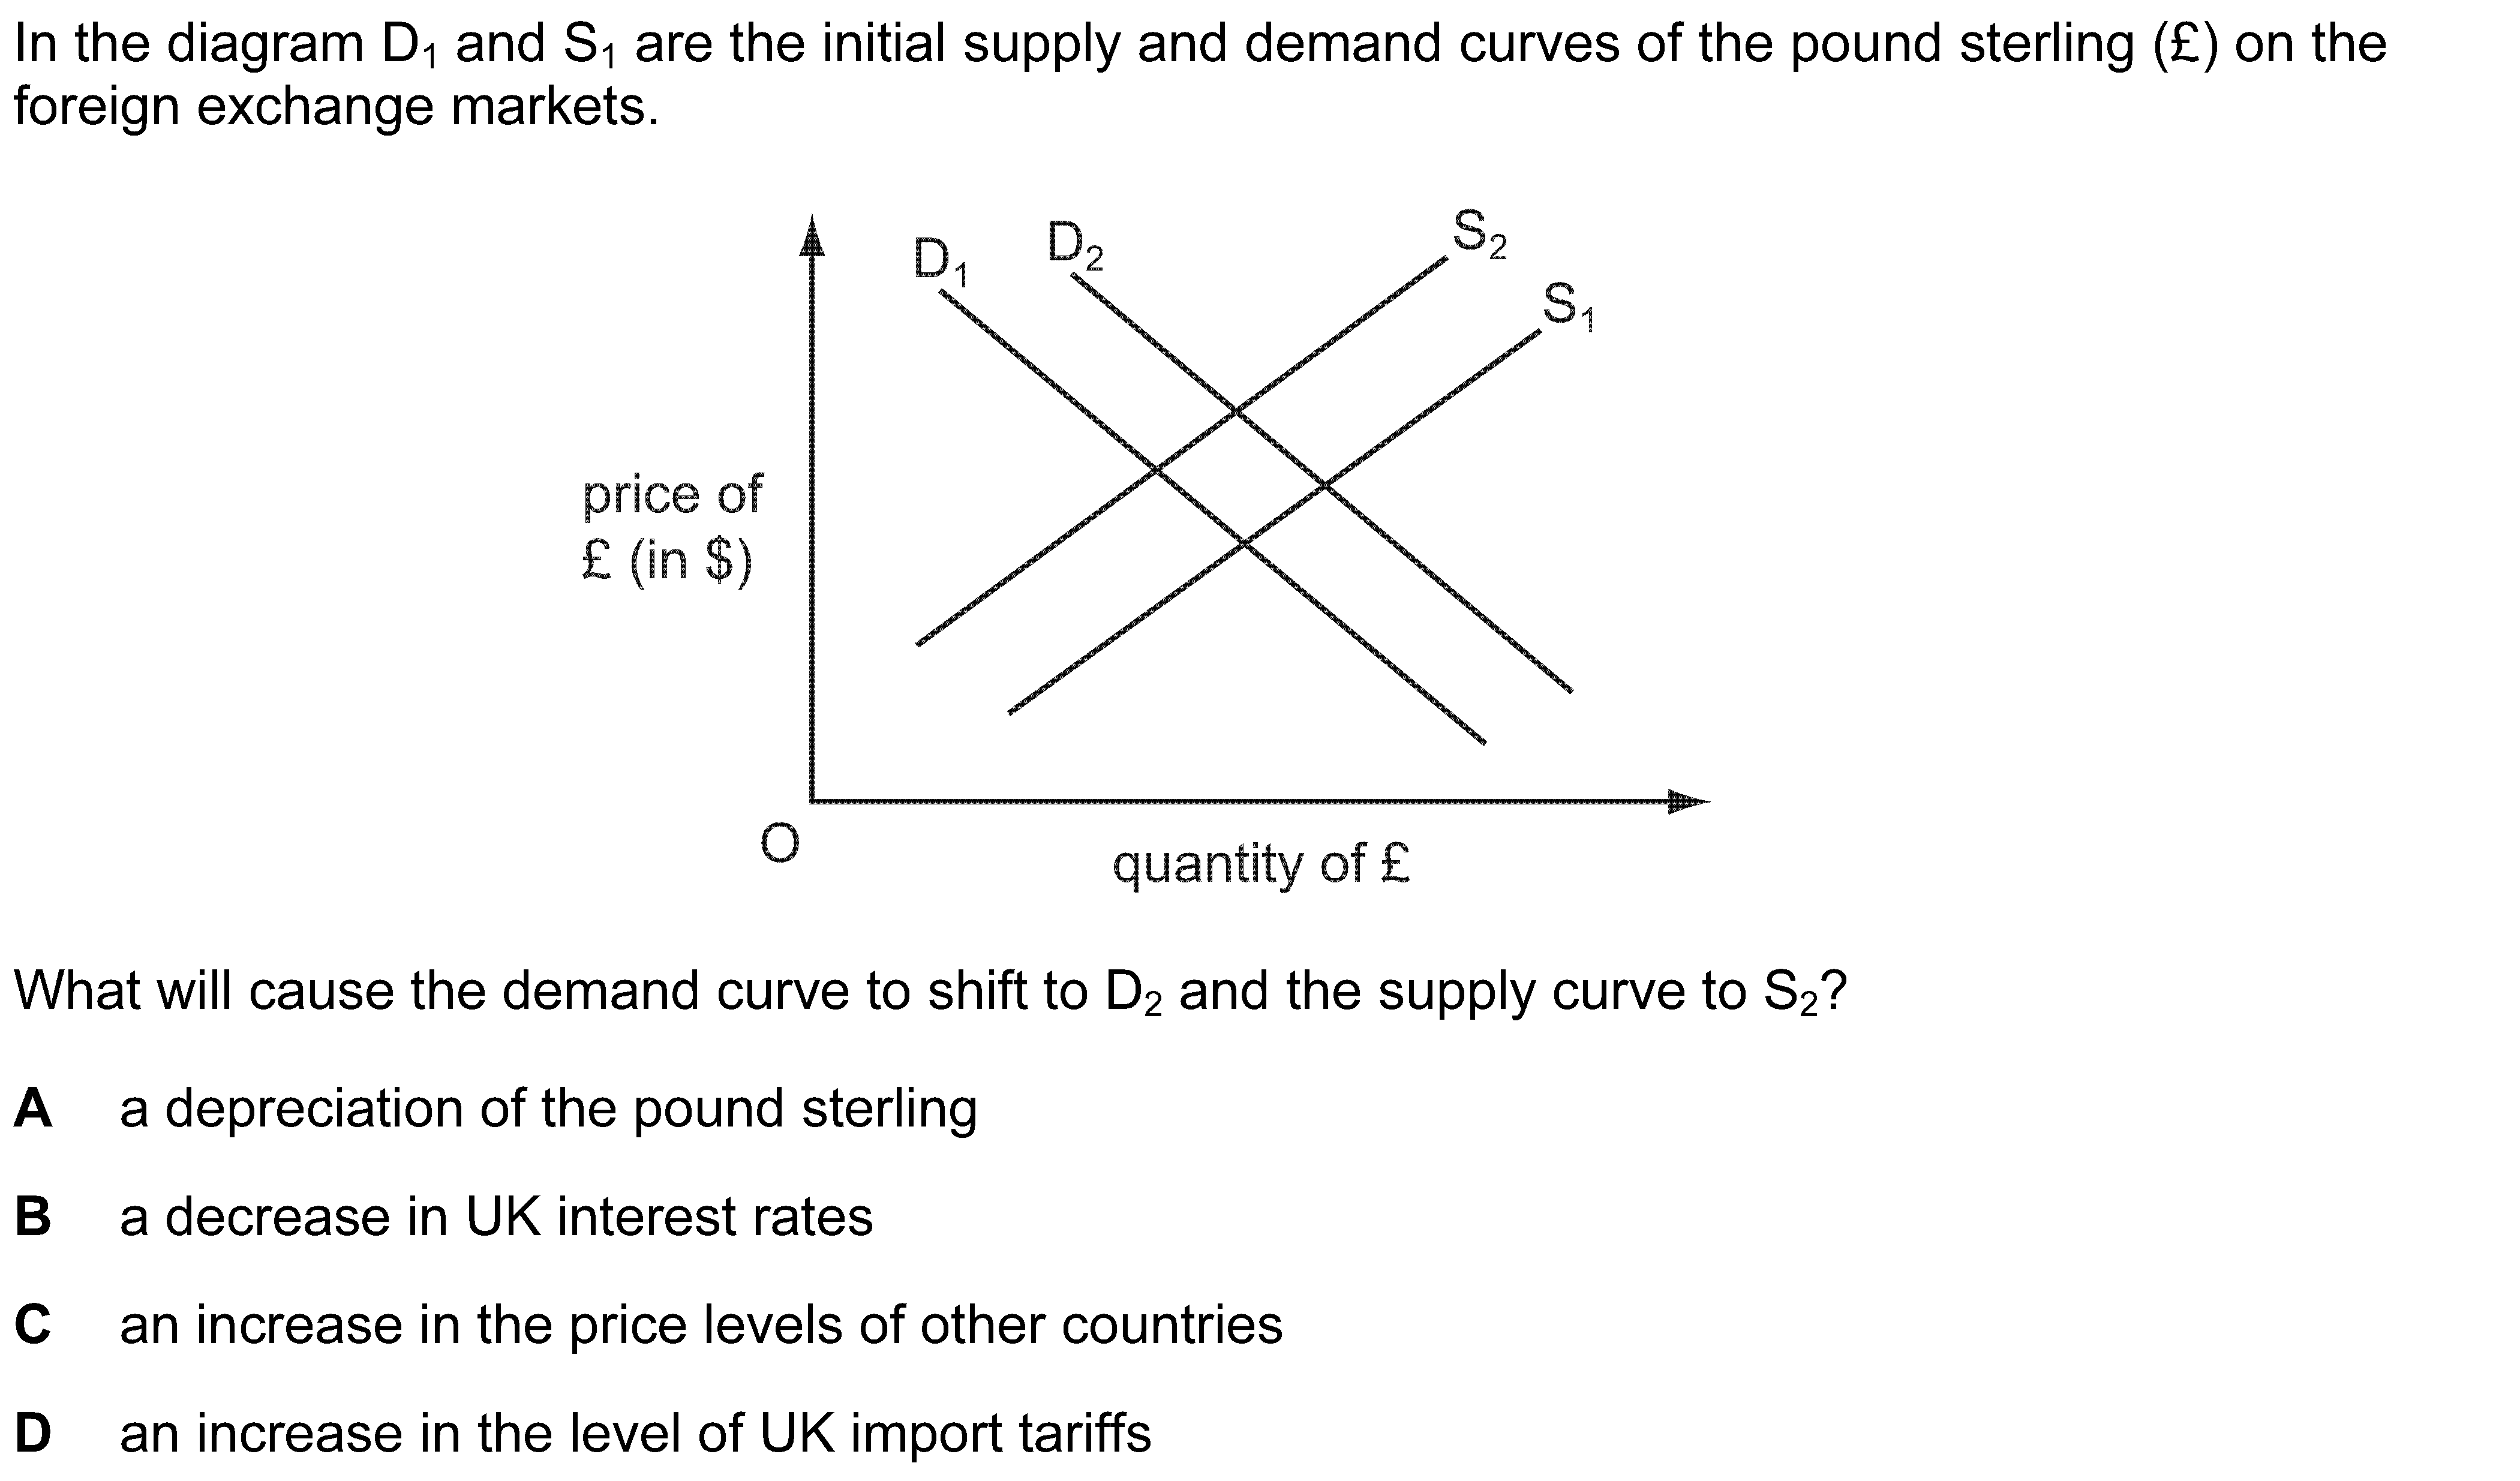 In the diagram D₁ and S₁ are the initial supply and demand curves of the pound sterling (£) on the
foreign exchange markets.
D₁
D₂
S₂
S₁
price of
£ (in $)
O
quantity of £
What will cause the demand curve to shift to D₂ and the supply curve to S₂?
A a depreciation of the pound sterling
B a decrease in UK interest rates
C an increase in the price levels of other countries
D an increase in the level of UK import tariffs